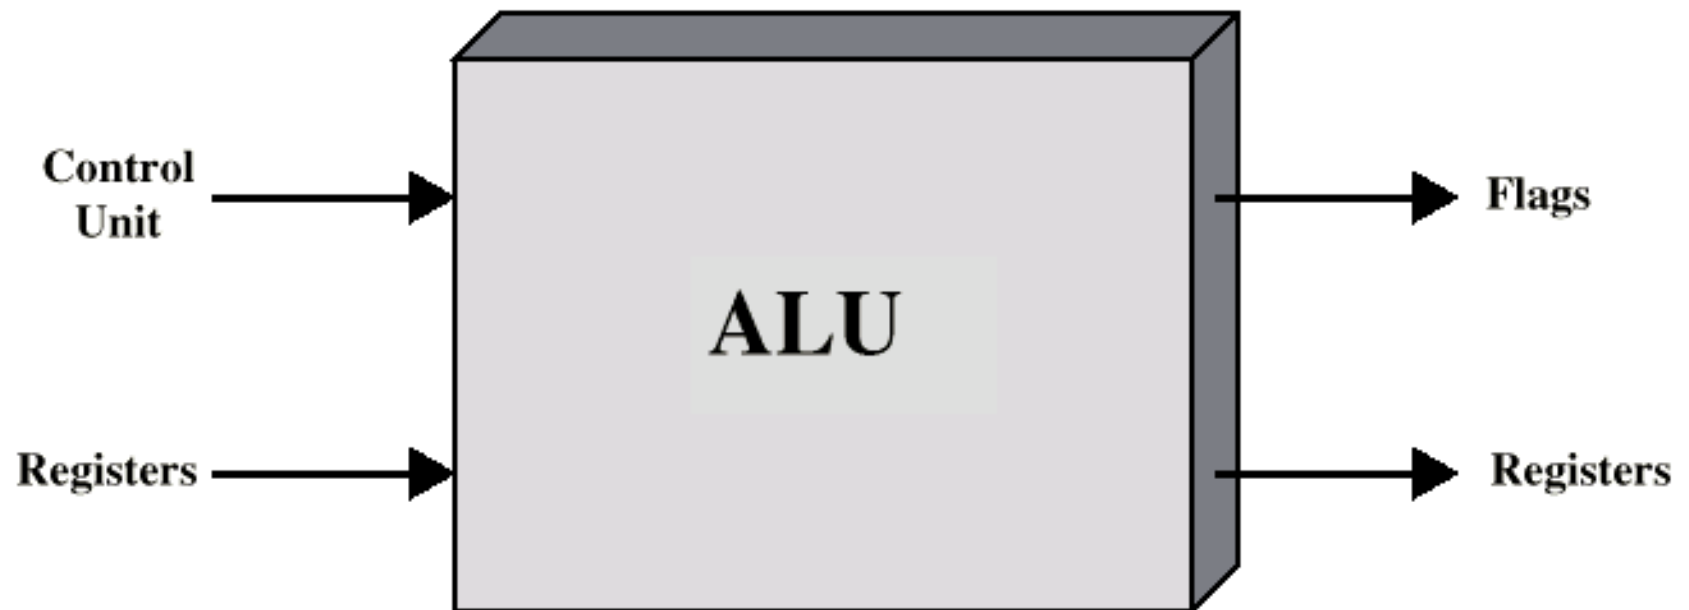 Control
Unit
Flags
ALU
Registers
Registers